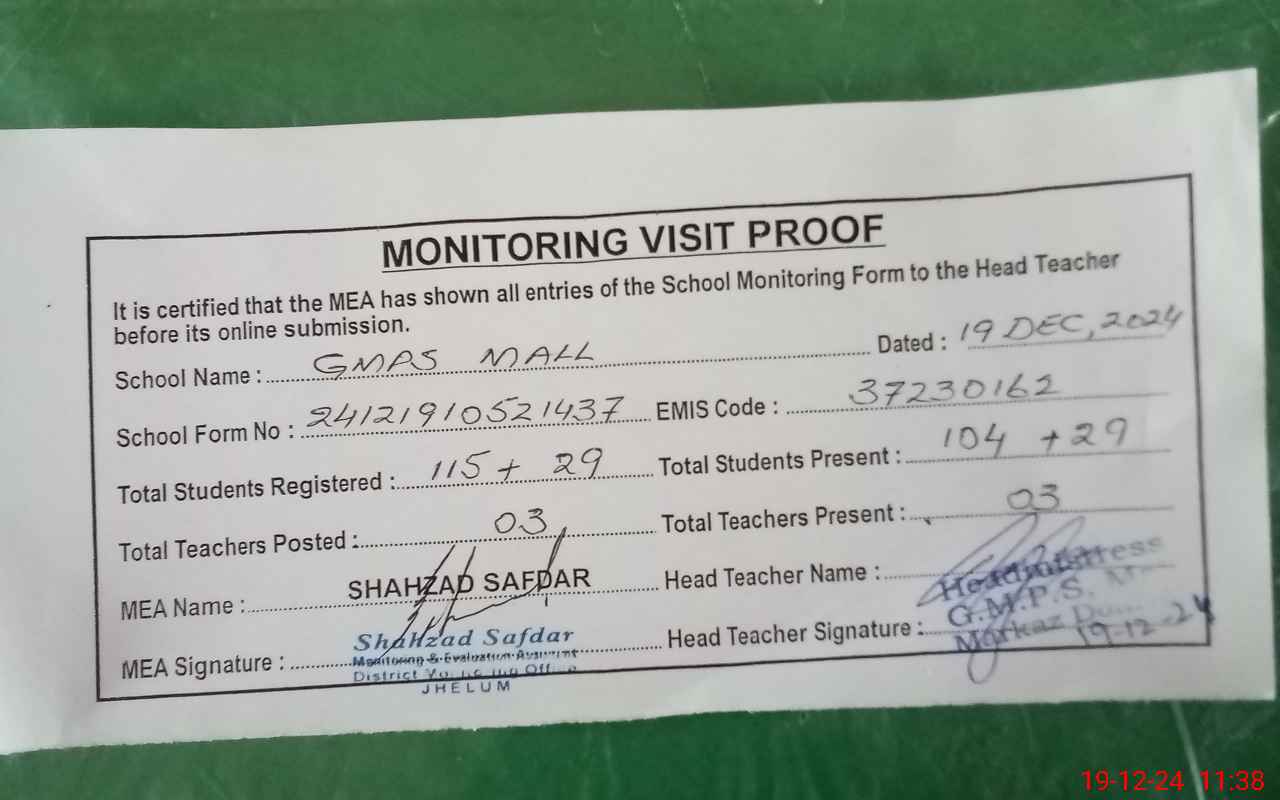 MONITORING VISIT PROOF
It is certified that the MEA has shown all entries of the School Monitoring Form to the Head Teacher
before its online submission.
School Name : GMPS MALL Dated : 19 DEC, 2024
School Form No : 24121910521437 EMIS Code : 37230162
Total Students Registered : 115 + 29 Total Students Present : 104 + 29
Total Teachers Posted : 03 Total Teachers Present : 03
MEA Name : SHAHZAD SAFDAR Head Teacher Name :
Headmistress
G.M.P.S.
Markaz
19-12-24
MEA Signature : Head Teacher Signature :
Shahzad Safdar
Monitoring & Evaluation
District
JHELUM
19-12-24 11:38